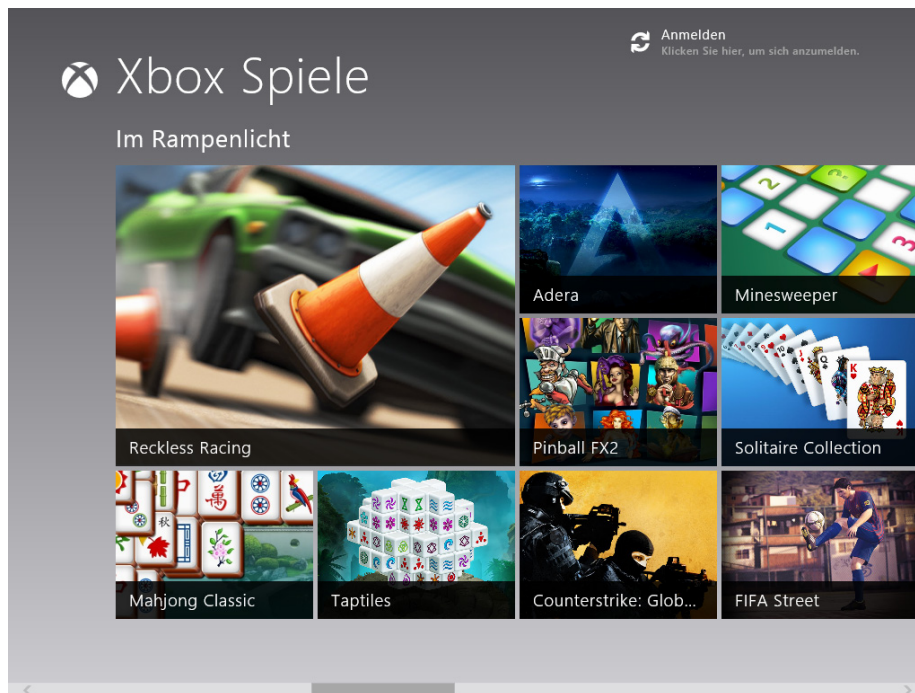 Anmelden
Klicken Sie hier, um sich anzumelden.
Xbox Spiele
Im Rampenlicht
Adera
Minesweeper
Reckless Racing
Pinball FX2
Solitaire Collection
Mahjong Classic
Taptiles
Counterstrike: Glob...
FIFA Street